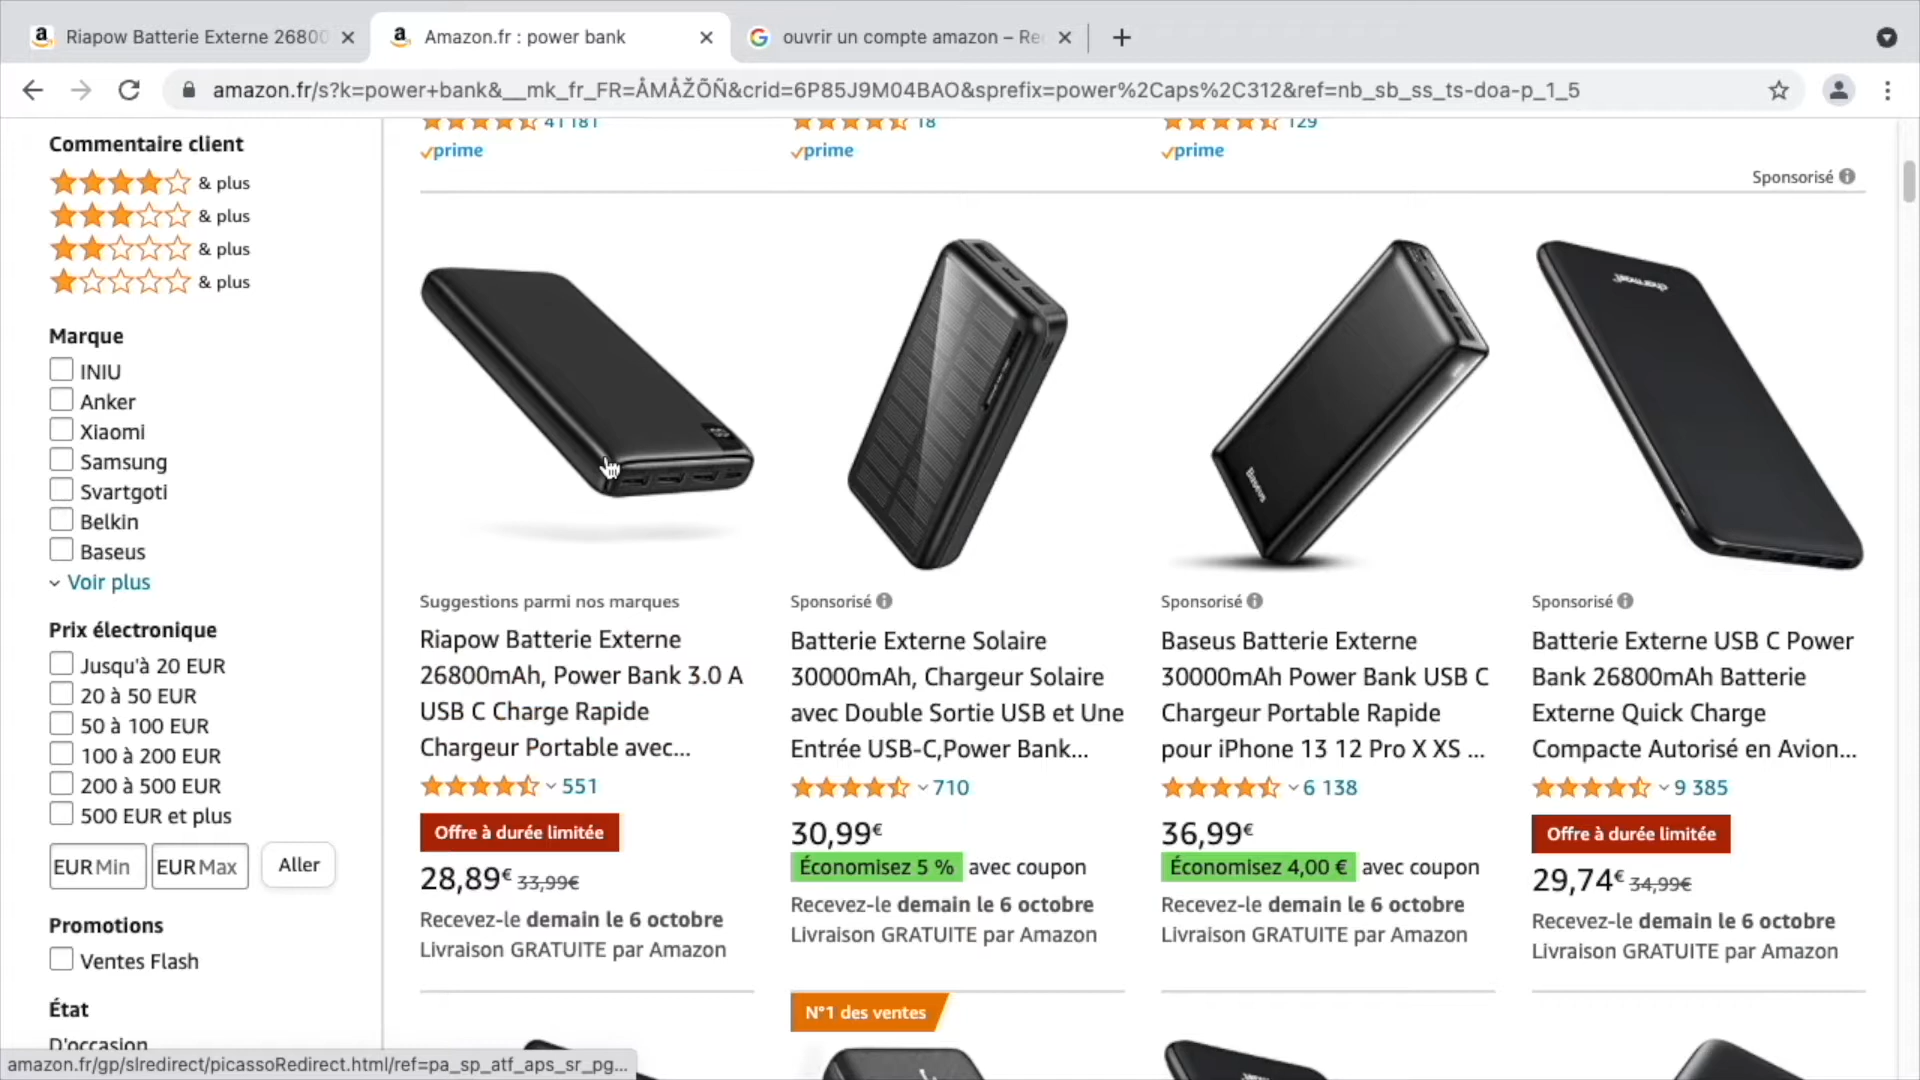 Riapow Batterie Externe 26800
Amazon.fr : power bank
ouvrir un compte amazon – Re
amazon.fr/s?k=power+bank&__mk_fr_FR=ÅMÅŽÕÑ&crid=6P85J9M04BAO&sprefix=power%2Caps%2C312&ref=nb_sb_ss_ts-doa-p_1_5
41 181
18
129
prime
prime
prime
Sponsorisé
Commentaire client
& plus
& plus
& plus
& plus
Marque
INIU
Anker
Xiaomi
Samsung
Svartgoti
Belkin
Baseus
Voir plus
Prix électronique
Jusqu'à 20 EUR
20 à 50 EUR
50 à 100 EUR
100 à 200 EUR
200 à 500 EUR
500 EUR et plus
EUR Min
EUR Max
Aller
Promotions
Ventes Flash
État
D'occasion
Baseus
charmast
Suggestions parmi nos marques
Riapow Batterie Externe
26800mAh, Power Bank 3.0 A
USB C Charge Rapide
Chargeur Portable avec...
551
Offre à durée limitée
28,89€ 33,99€
Recevez-le demain le 6 octobre
Livraison GRATUITE par Amazon
Sponsorisé
Batterie Externe Solaire
30000mAh, Chargeur Solaire
avec Double Sortie USB et Une
Entrée USB-C,Power Bank...
710
30,99€
Économisez 5 % avec coupon
Recevez-le demain le 6 octobre
Livraison GRATUITE par Amazon
Sponsorisé
Baseus Batterie Externe
30000mAh Power Bank USB C
Chargeur Portable Rapide
pour iPhone 13 12 Pro X XS ...
6 138
36,99€
Économisez 4,00 € avec coupon
Recevez-le demain le 6 octobre
Livraison GRATUITE par Amazon
Sponsorisé
Batterie Externe USB C Power
Bank 26800mAh Batterie
Externe Quick Charge
Compacte Autorisé en Avion...
9 385
Offre à durée limitée
29,74€ 34,99€
Recevez-le demain le 6 octobre
Livraison GRATUITE par Amazon
N°1 des ventes
amazon.fr/gp/slredirect/picassoRedirect.html/ref=pa_sp_atf_aps_sr_pg...